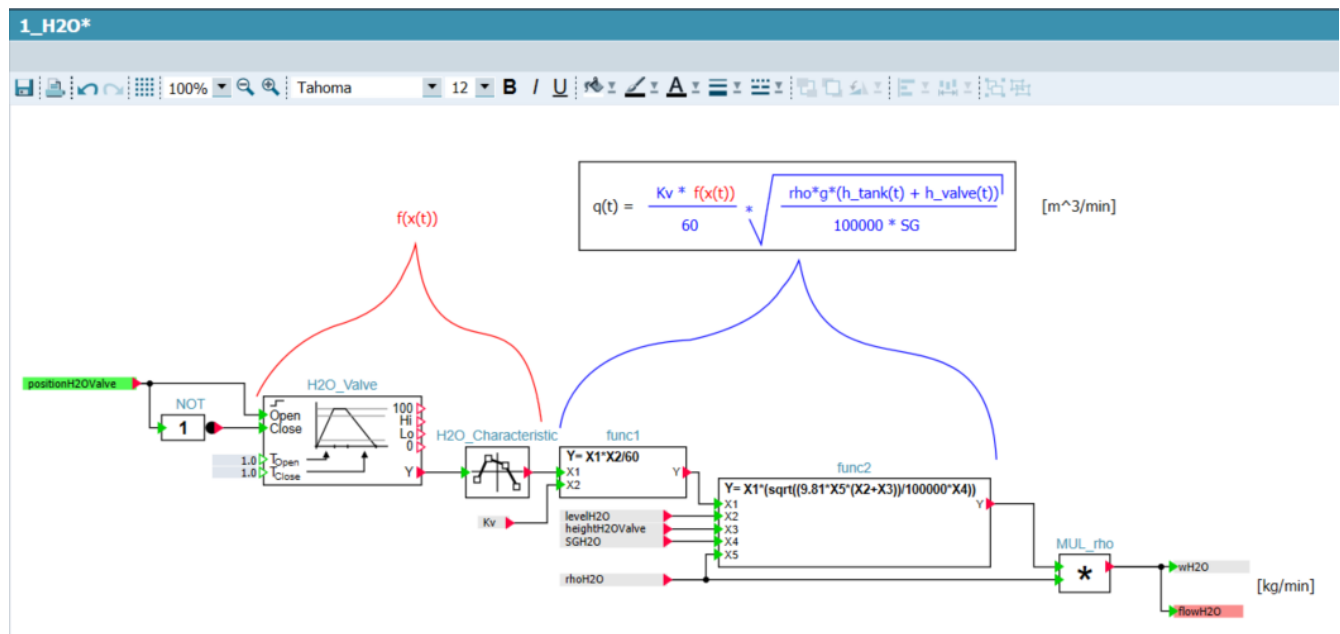 1_H2O*
100% Tahoma 12 B I U A
q(t) = Kv * f(x(t)) / 60 * √ rho*g*(h_tank(t) + h_valve(t)) / 100000 * SG [m^3/min]
f(x(t))
positionH2OValve
NOT
1
H2O_Valve
Open
Close
100
Hi
Lo
0
1.0 TOpen
1.0 TClose
Y
H2O_Characteristic
func1
Y= X1*X2/60
X1 Y
X2
Kv
func2
Y= X1*(sqrt((9.81*X5*(X2+X3))/100000*X4))
X1 Y
levelH2O X2
heightH2OValve X3
SGH2O X4
X5
rhoH2O
MUL_rho
*
wH2O
[kg/min]
flowH2O